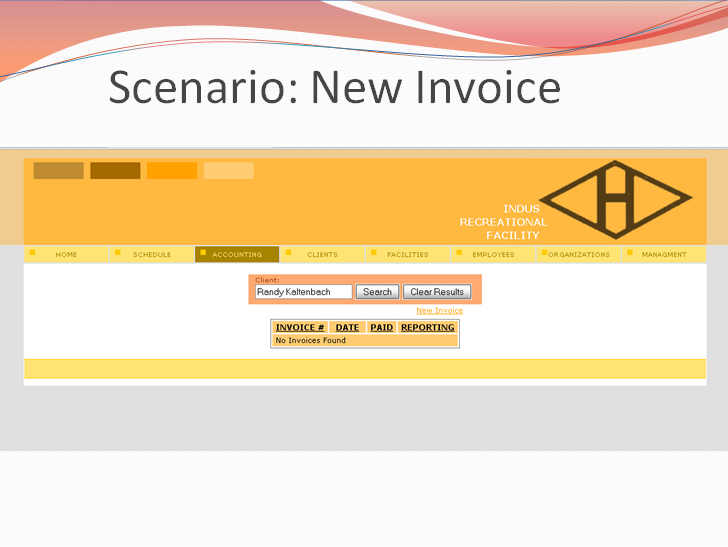 Scenario: New Invoice
INDUS
RECREATIONAL
FACILITY
HOME SCHEDULE ACCOUNTING CLIENTS FACILITIES EMPLOYEES ORGANIZATIONS MANAGMENT
Client:
Randy Kaltenbach Search Clear Results
New Invoice
INVOICE # DATE PAID REPORTING
No Invoices Found